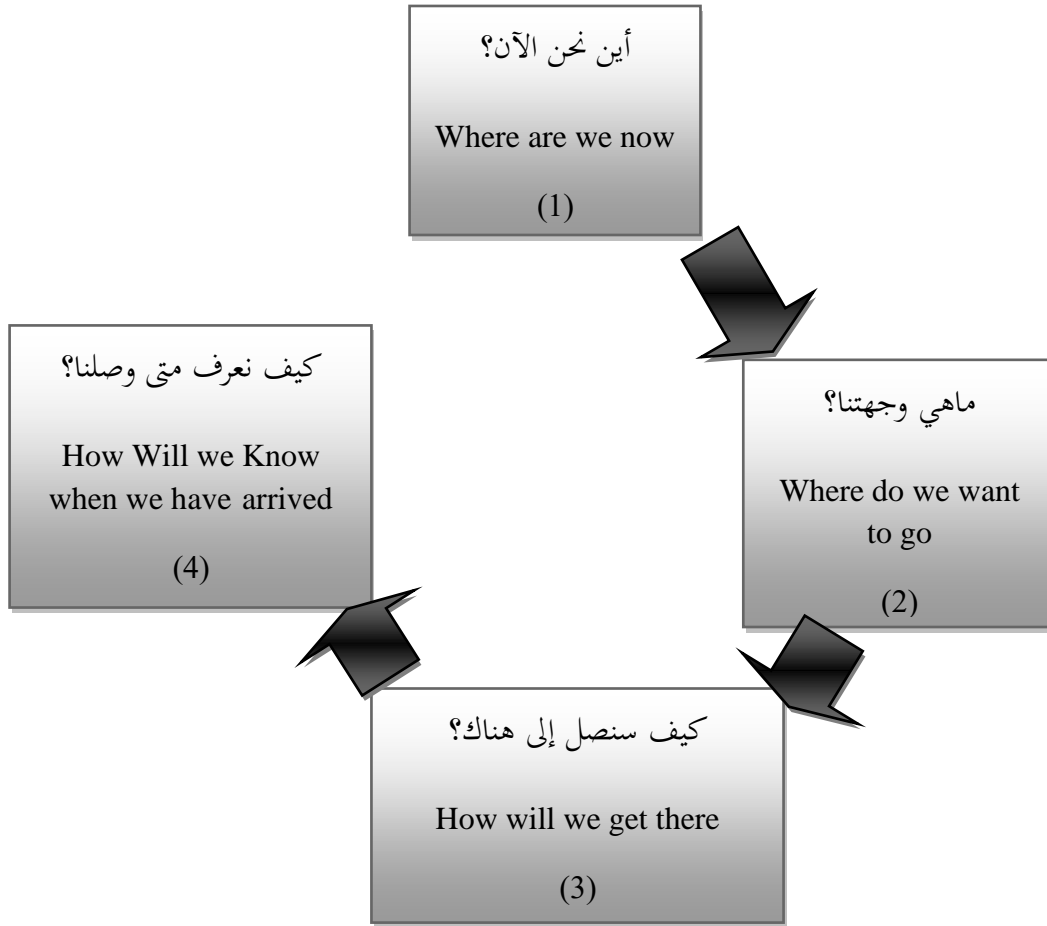 أين نحن الآن؟
Where are we now
(1)
ماهي وجهتنا؟
Where do we want
to go
(2)
كيف سنصل إلى هناك؟
How will we get there
(3)
كيف نعرف متى وصلنا؟
How Will we Know
when we have arrived
(4)